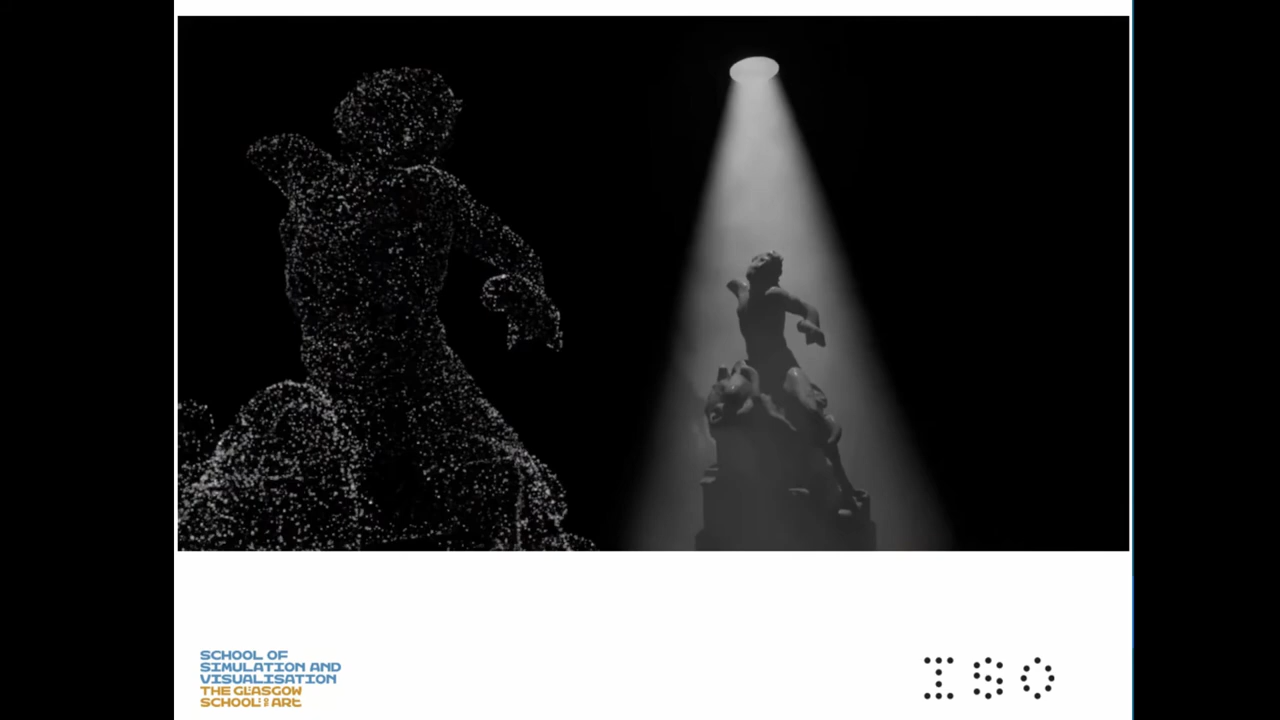 SCHOOL OF
SIMULATION AND
VISUALISATION
THE GLASGOW
SCHOOL OF ART
ISO